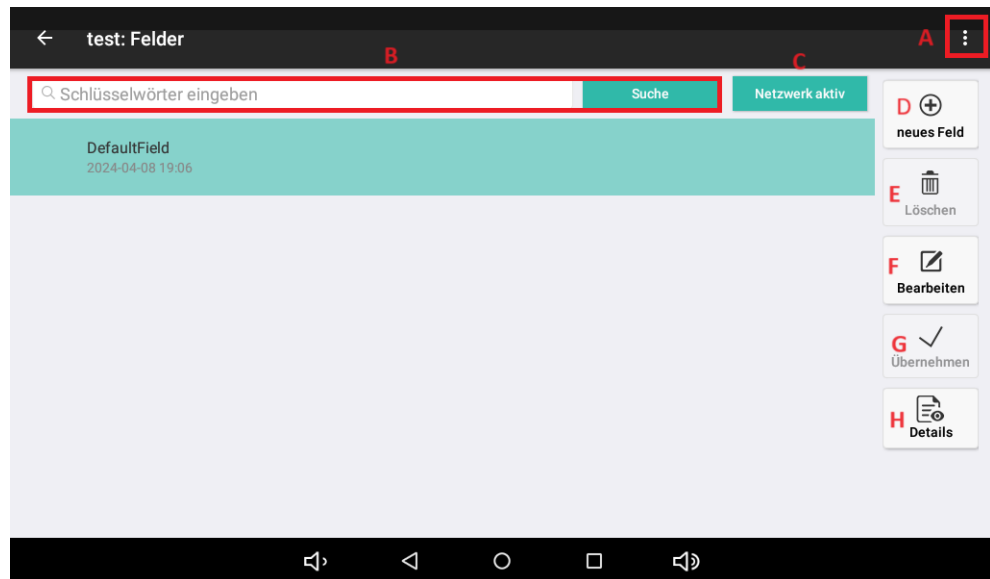 test: Felder
A
B
C
Schlüsselwörter eingeben
Suche
Netzwerk aktiv
DefaultField
2024-04-08 19:06
D
neues Feld
E
Löschen
F
Bearbeiten
G
Übernehmen
H
Details